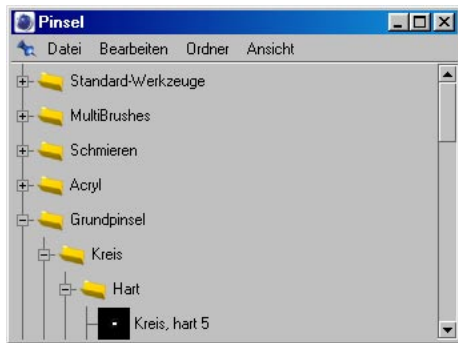 Pinsel
Datei Bearbeiten Ordner Ansicht
Standard-Werkzeuge
MultiBrushes
Schmieren
Acryl
Grundpinsel
Kreis
Hart
Kreis, hart 5